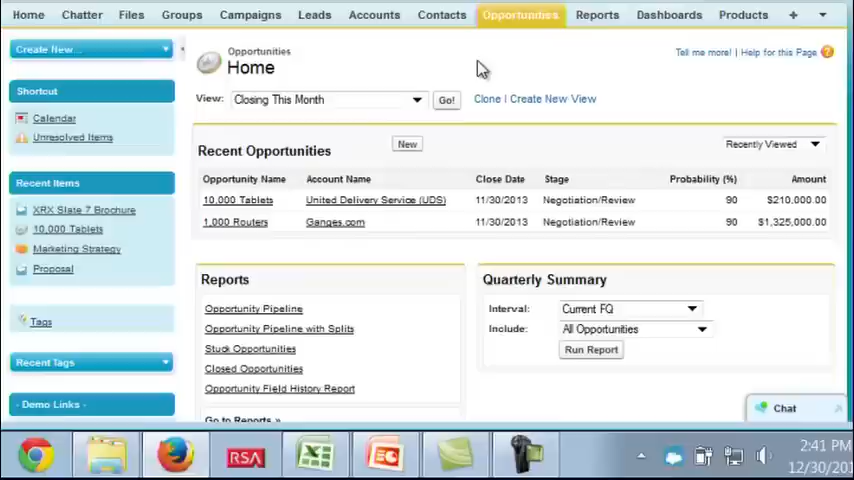 Home Chatter Files Groups Campaigns Leads Accounts Contacts Opportunities Reports Dashboards Products +
Create New...
Opportunities
Home
Tell me more! | Help for this Page ?
View: Closing This Month Go! Clone | Create New View
Shortcut
Calendar
Unresolved Items
Recent Items
XRX Slate 7 Brochure
10,000 Tablets
Marketing Strategy
Proposal
Tags
Recent Tags
- Demo Links -
Recent Opportunities New Recently Viewed
Opportunity Name Account Name Close Date Stage Probability (%) Amount
10,000 Tablets United Delivery Service (UDS) 11/30/2013 Negotiation/Review 90 $210,000.00
1,000 Routers Ganges.com 11/30/2013 Negotiation/Review 90 $1,325,000.00
Reports
Opportunity Pipeline
Opportunity Pipeline with Splits
Stuck Opportunities
Closed Opportunities
Opportunity Field History Report
Go to Reports »
Quarterly Summary
Interval: Current FQ
Include: All Opportunities
Run Report
Chat
RSA
2:41 PM
12/30/201